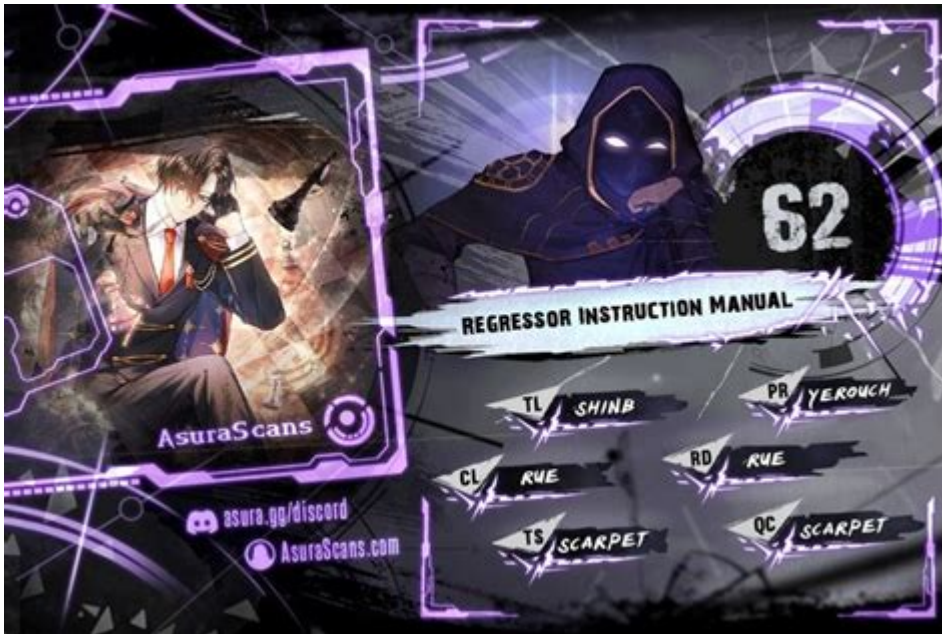 62
REGRESSOR INSTRUCTION MANUAL
TL SHINB
PR YEROUCH
CL RUE
RD RUE
TS SCARPET
QC SCARPET
AsuraScans
asura.gg/discord
AsuraScans.com